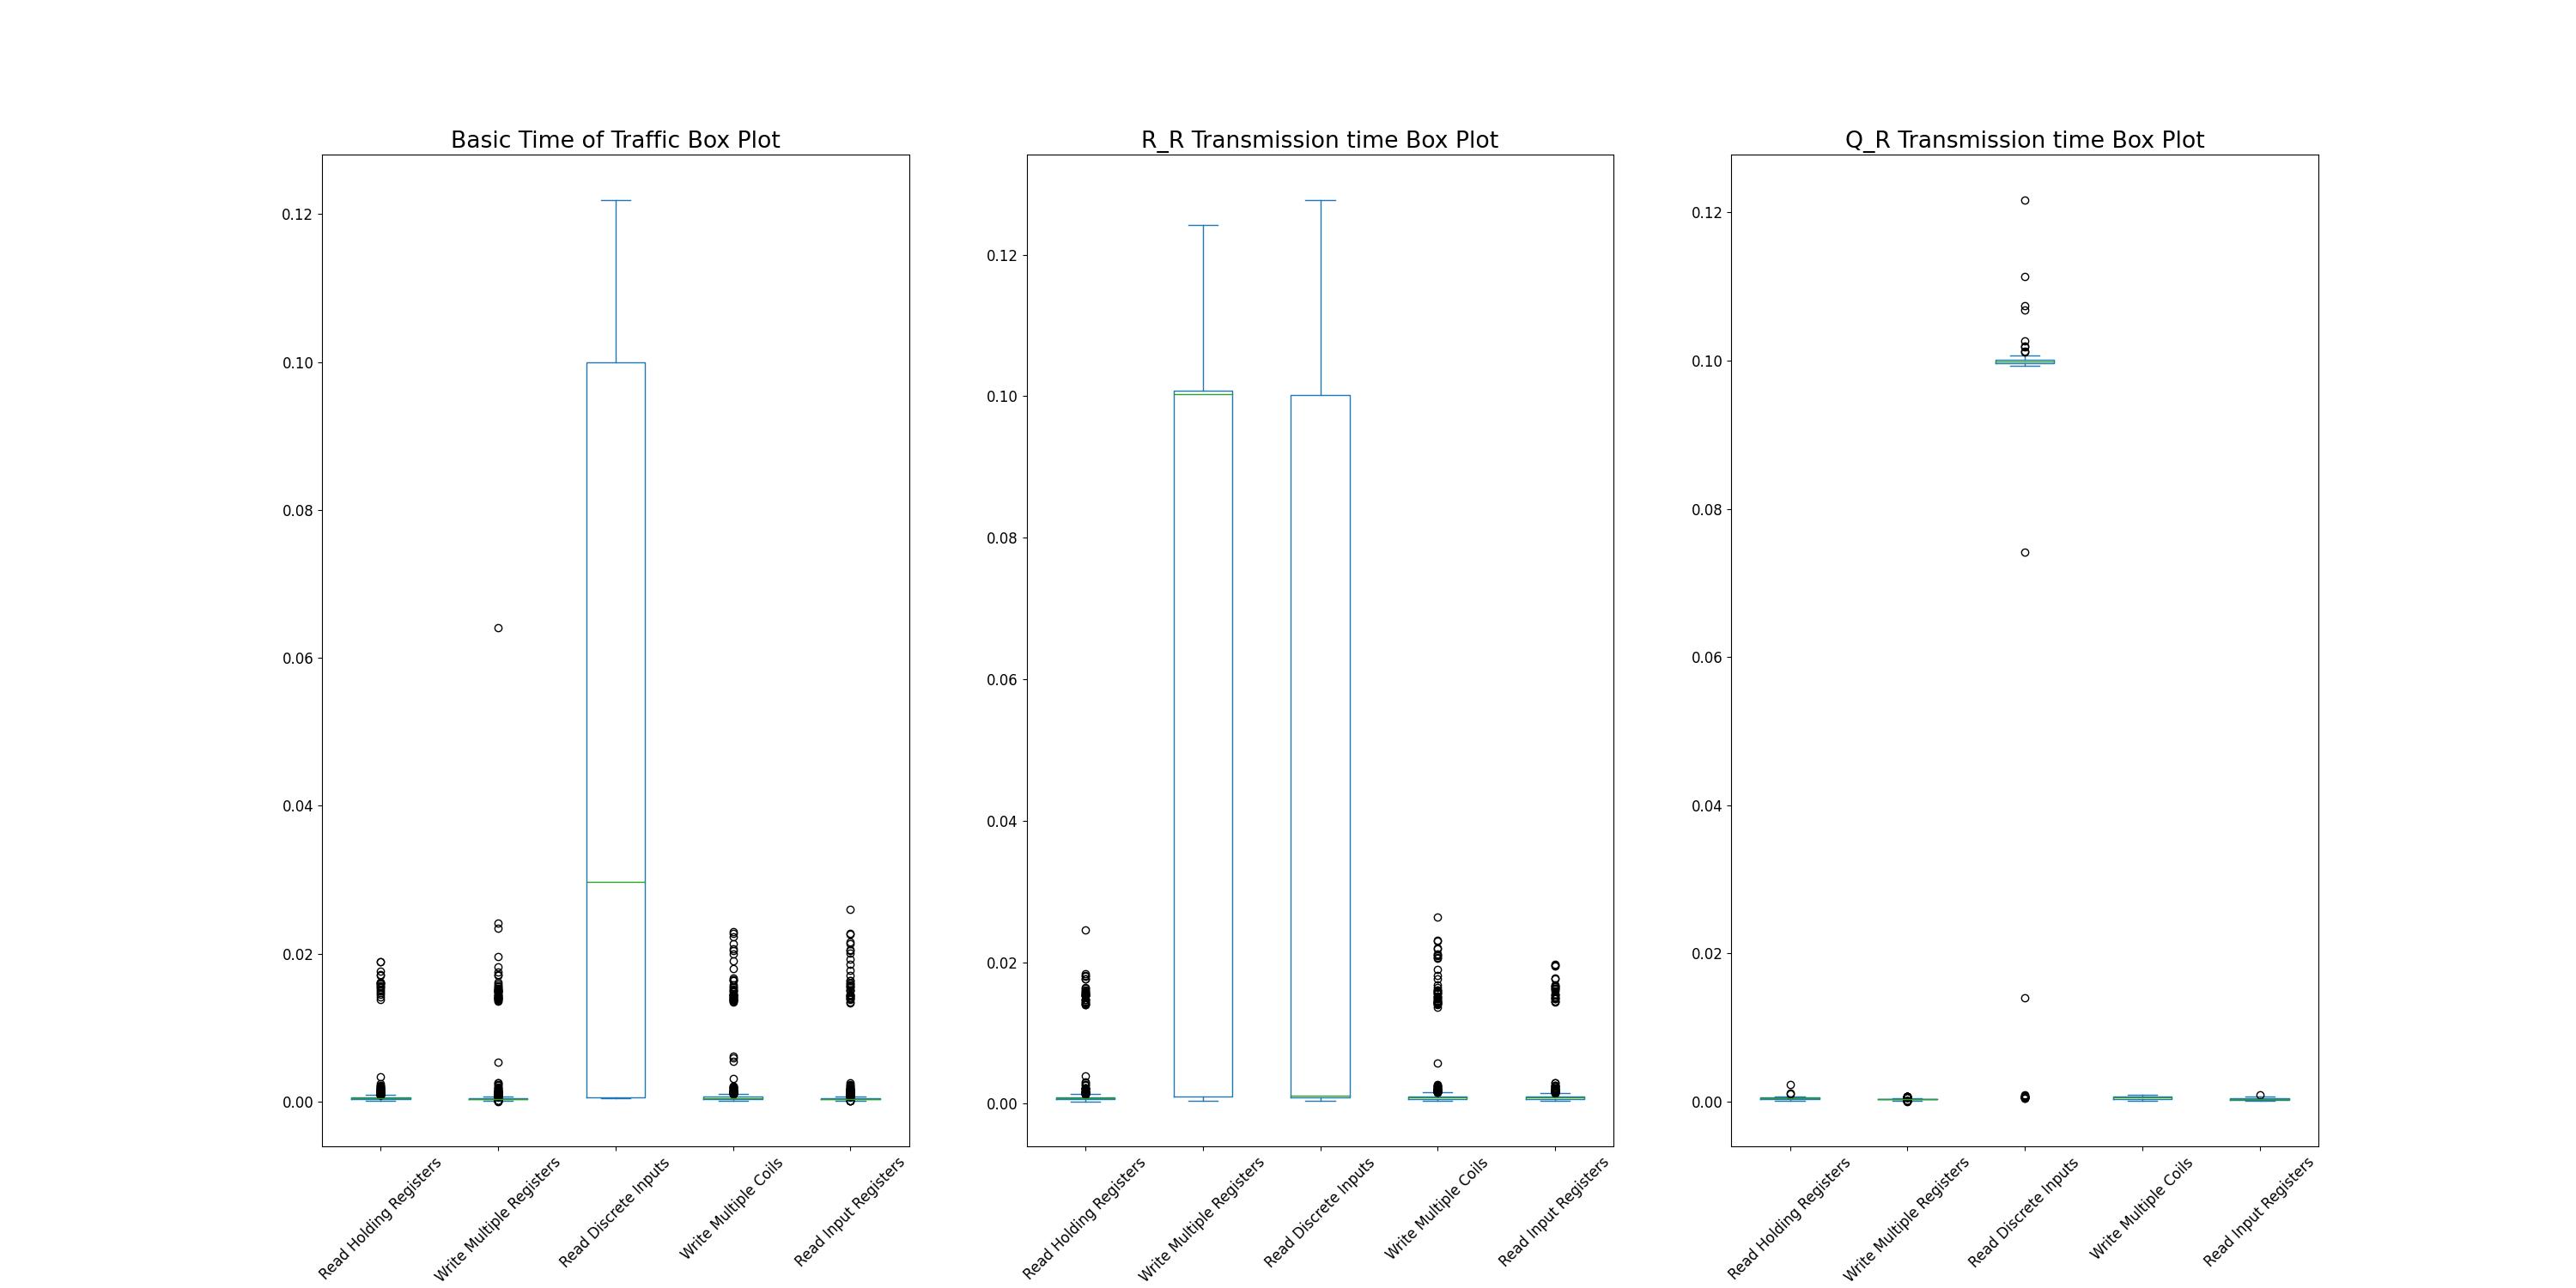 Basic Time of Traffic Box Plot
0.12
0.10
0.08
0.06
0.04
0.02
0.00
Read Holding Registers
Write Multiple Registers
Read Discrete Inputs
Write Multiple Coils
Read Input Registers
R_R Transmission time Box Plot
0.12
0.10
0.08
0.06
0.04
0.02
0.00
Read Holding Registers
Write Multiple Registers
Read Discrete Inputs
Write Multiple Coils
Read Input Registers
Q_R Transmission time Box Plot
0.12
0.10
0.08
0.06
0.04
0.02
0.00
Read Holding Registers
Write Multiple Registers
Read Discrete Inputs
Write Multiple Coils
Read Input Registers